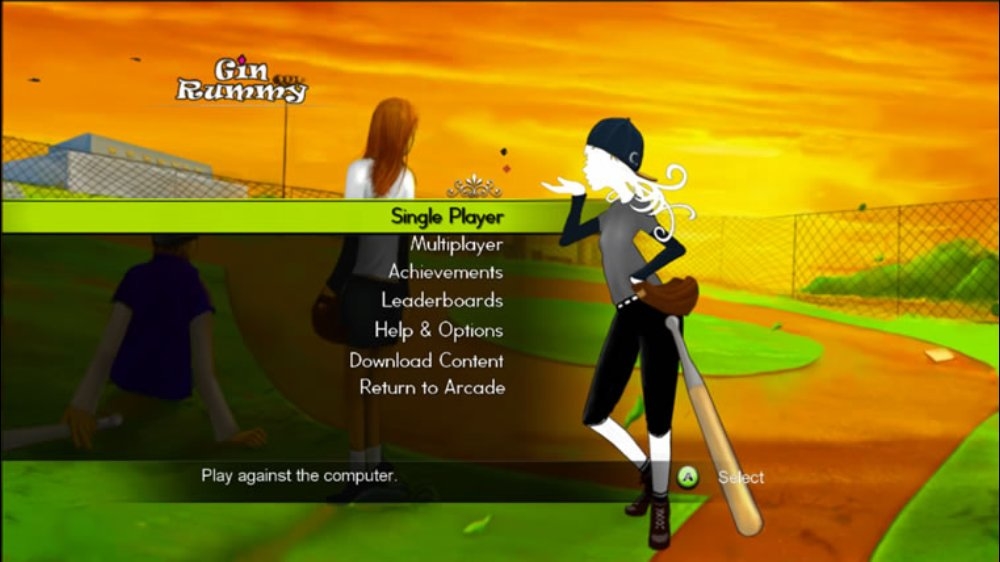 Gin
Rummy
Single Player
Multiplayer
Achievements
Leaderboards
Help & Options
Download Content
Return to Arcade
Play against the computer.
A Select
C